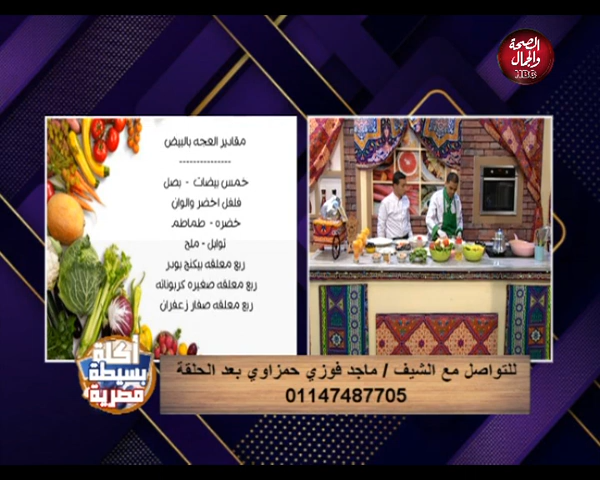 الصحة
والجمال
HBC
مقادير العجه بالبيض
---------------
خمس بيضات - بصل
فلفل اخضر والوان
خضره - طماطم
توابل - ملح
ربع معلقه بيكنج بودر
ربع معلقه صغيره كربوناته
ربع معلقه صفار زعفران
أكلة
بسيطة
مصرية
للتواصل مع الشيف / ماجد فوزي حمزاوي بعد الحلقة
01147487705